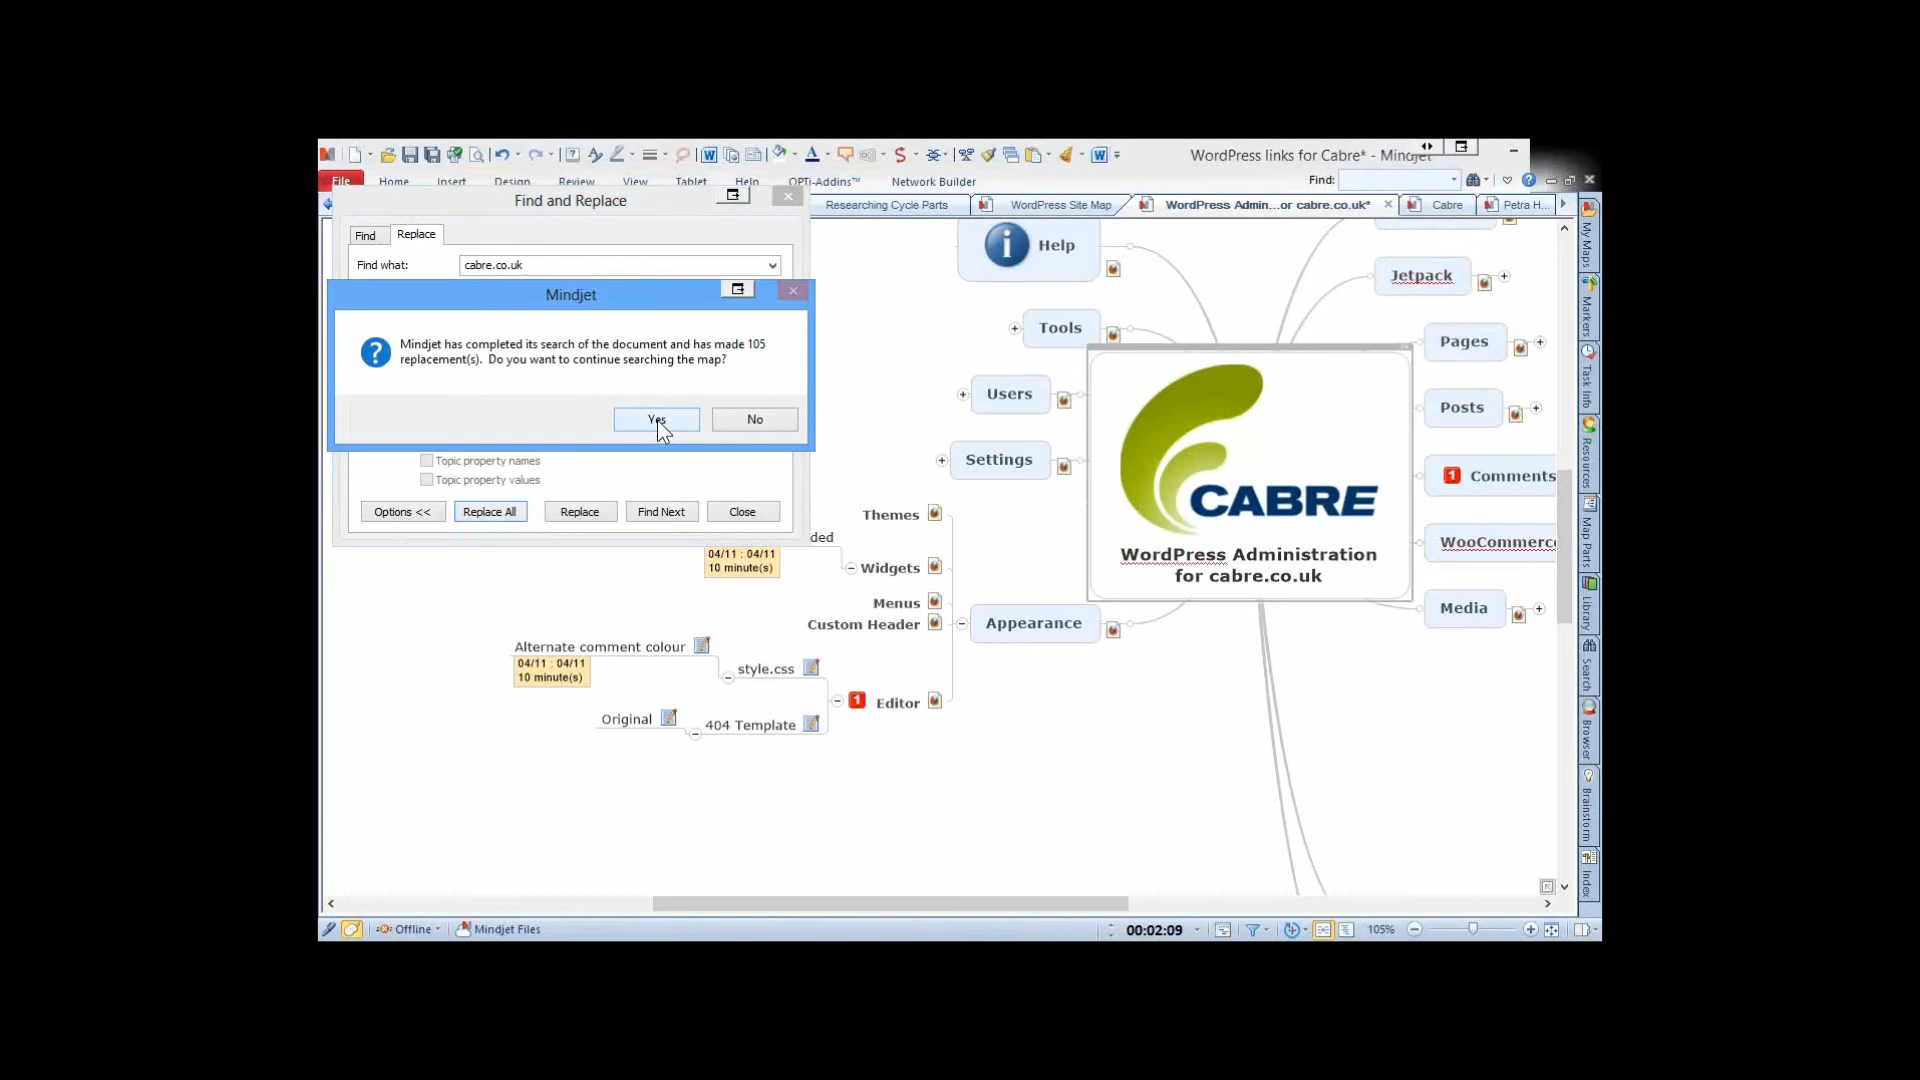 WordPress links for Cabre* - Mindjet
File
Home
Insert
Design
Review
View
Tablet
Help
OPTi-Addins™
Network Builder
Find:
Find and Replace
Researching Cycle Parts
WordPress Site Map
WordPress Admin...or cabre.co.uk*
Cabre
Petra H...
Find
Replace
Find what:
cabre.co.uk
Mindjet
Mindjet has completed its search of the document and has made 105
replacement(s). Do you want to continue searching the map?
Yes
No
Topic property names
Topic property values
Options <<
Replace All
Replace
Find Next
Close
Help
Tools
Users
Settings
Themes
ded
04/11 : 04/11
10 minute(s)
Widgets
Menus
Custom Header
Appearance
Alternate comment colour
04/11 : 04/11
10 minute(s)
style.css
Original
404 Template
1
Editor
CABRE
WordPress Administration
for cabre.co.uk
Jetpack
Pages
Posts
1
Comments
WooCommerce
Media
My Maps
Markers
Task Info
Resources
Map Parts
Library
Search
Browser
Brainstorm
Index
Offline
Mindjet Files
00:02:09
105%